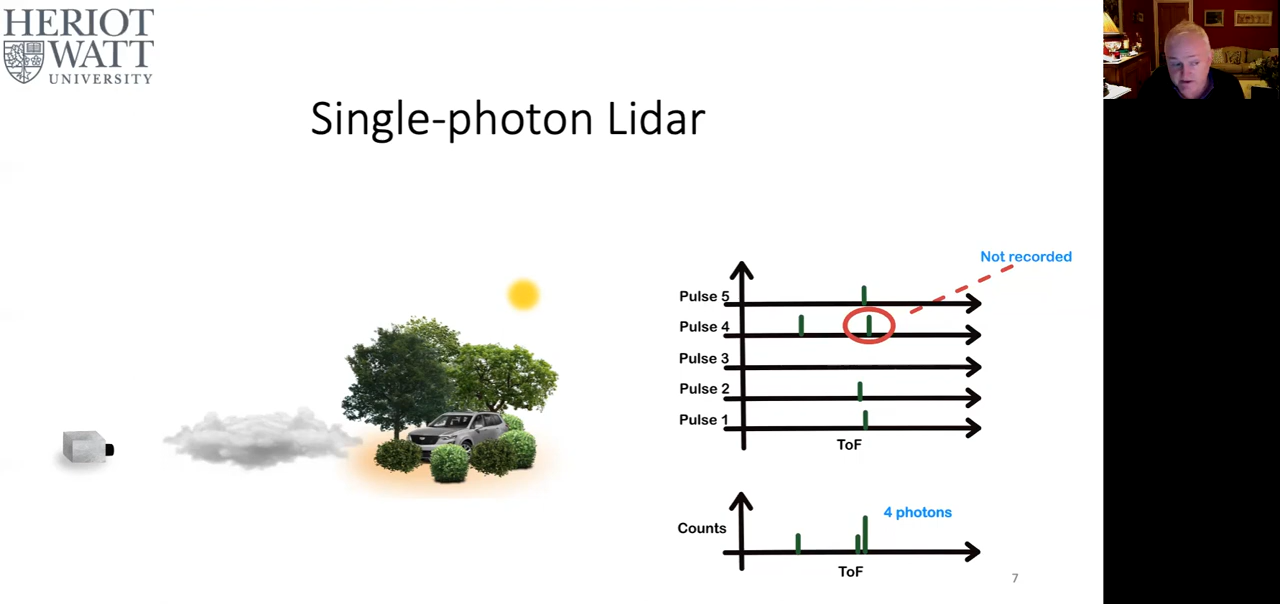 HERIOT
WATT
UNIVERSITY
Single-photon Lidar
Not recorded
Pulse 5
Pulse 4
Pulse 3
Pulse 2
Pulse 1
ToF
Counts
4 photons
ToF
7